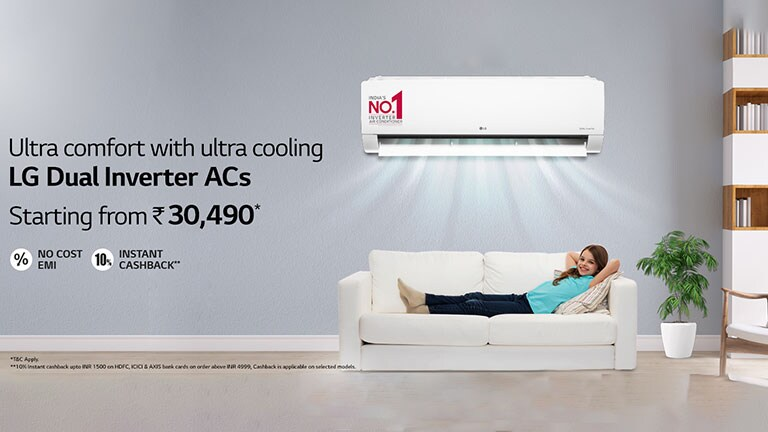 Ultra comfort with ultra cooling
LG Dual Inverter ACs
Starting from ₹ 30,490*
% NO COST
EMI
10% INSTANT
CASHBACK**
*T&C Apply.
**10% Instant cashback upto INR 1500 on HDFC, ICICI & AXIS bank cards on order above INR 4999, Cashback is applicable on selected models.
INDIA'S
NO.1
INVERTER
AIR CONDITIONER
LG